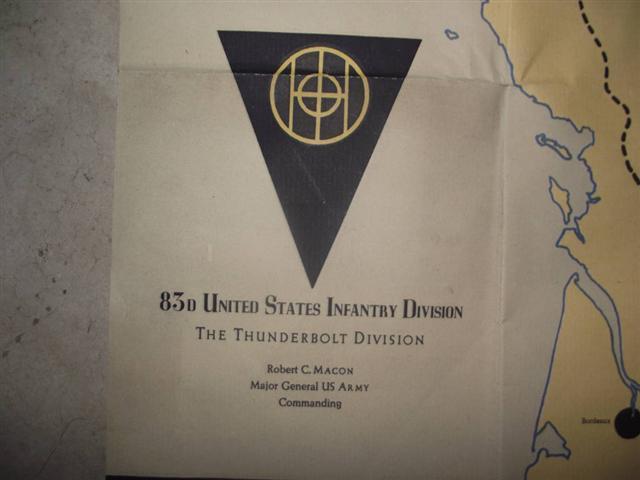 83D UNITED STATES INFANTRY DIVISION
THE THUNDERBOLT DIVISION
Robert C. MACON
Major General US ARMY
Commanding
Bordeaux